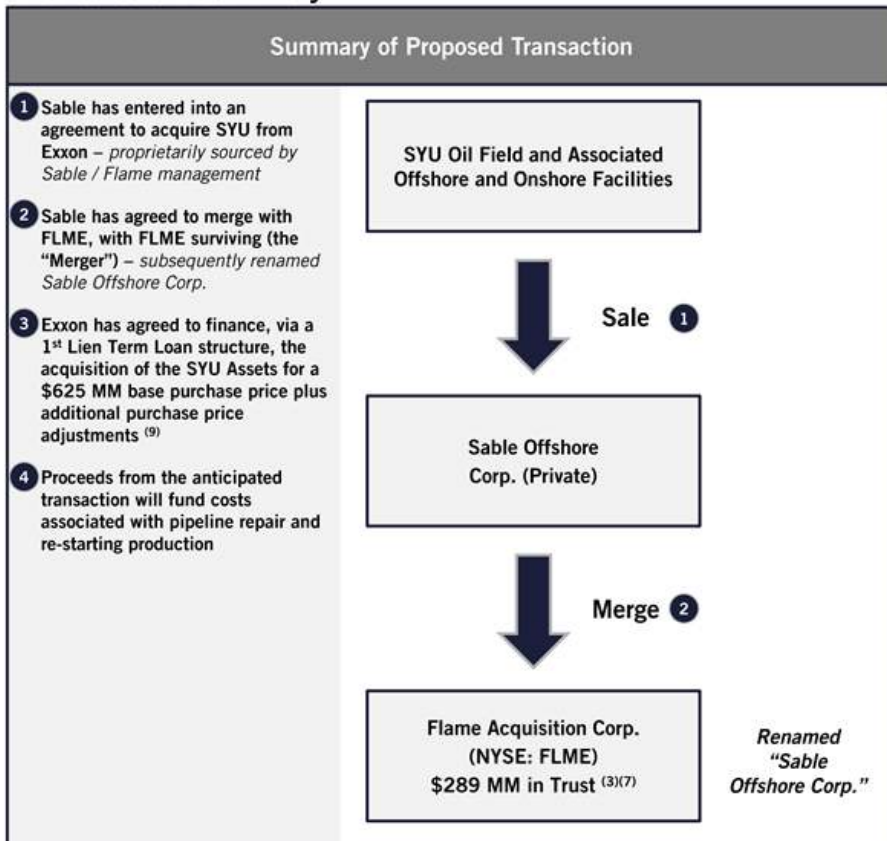 Summary of Proposed Transaction
1 Sable has entered into an
agreement to acquire SYU from
Exxon – proprietarily sourced by
Sable / Flame management
2 Sable has agreed to merge with
FLME, with FLME surviving (the
“Merger”) – subsequently renamed
Sable Offshore Corp.
3 Exxon has agreed to finance, via a
1st Lien Term Loan structure, the
acquisition of the SYU Assets for a
$625 MM base purchase price plus
additional purchase price
adjustments (9)
4 Proceeds from the anticipated
transaction will fund costs
associated with pipeline repair and
re-starting production
SYU Oil Field and Associated
Offshore and Onshore Facilities
Sale 1
Sable Offshore
Corp. (Private)
Merge 2
Flame Acquisition Corp.
(NYSE: FLME)
$289 MM in Trust (3)(7)
Renamed
“Sable
Offshore Corp.”